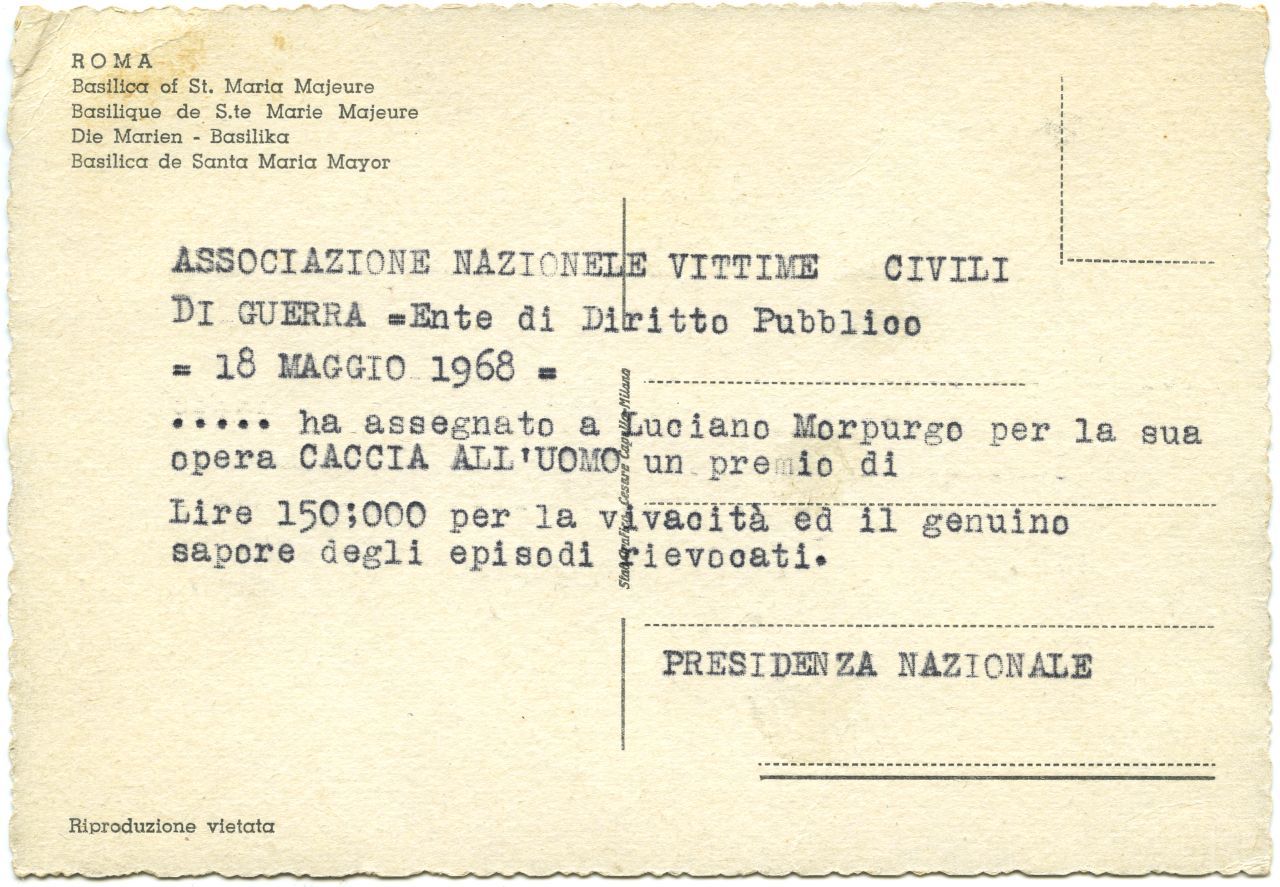 ROMA
Basilica of St. Maria Majeure
Basilique de S.te Marie Majeure
Die Marien - Basilika
Basilica de Santa Maria Mayor
ASSOCIAZIONE NAZIONELE VITTIME CIVILI
DI GUERRA =Ente di Diritto Pubblico
= 18 MAGGIO 1968 =
..... ha assegnato a Luciano Morpurgo per la sua
opera CACCIA ALL'UOMO un premio di
Lire 150;000 per la vivacità ed il genuino
sapore degli episodi rievocati.
Cesare Capello Milano
PRESIDENZA NAZIONALE
Riproduzione vietata